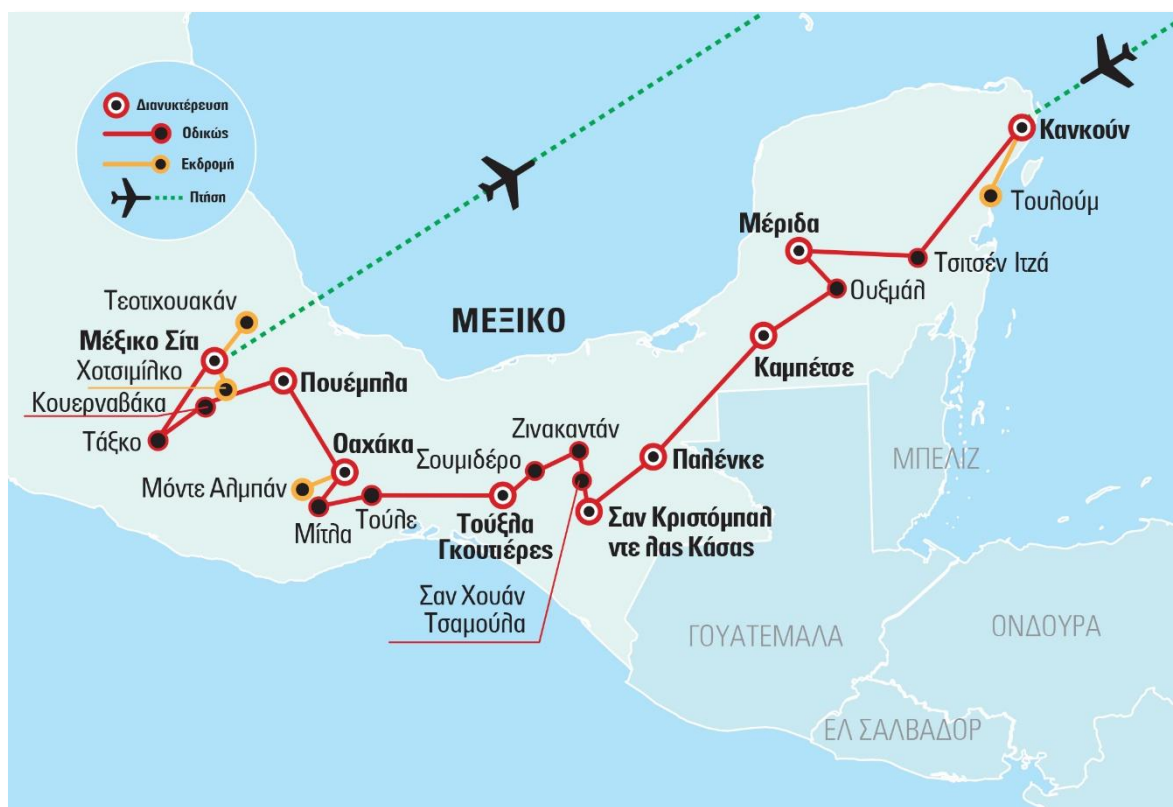 Διανυκτέρευση
Οδικώς
Εκδρομή
Πτήση
Κανκούν
Τουλούμ
Μέριδα
Τσιτσέν Ιτζά
Ουξμάλ
ΜΕΞΙΚΟ
Καμπέτσε
Τεοτιχουακάν
Μέξικο Σίτι
Χοτσιμίλκο
Κουερναβάκα
Τάξκο
Πουέμπλα
Οαχάκα
Μόντε Αλμπάν
Μίτλα
Τούλε
Ζινακαντάν
Σουμιδέρο
Τούξλα
Γκουτιέρες
Παλένκε
Σαν Κριστόμπαλ
ντε λας Κάσας
Σαν Χουάν
Τσαμούλα
ΜΠΕΛΙΖ
ΓΟΥΑΤΕΜΑΛΑ
ΟΝΔΟΥΡΑ
ΕΛ ΣΑΛΒΑΔΟΡ